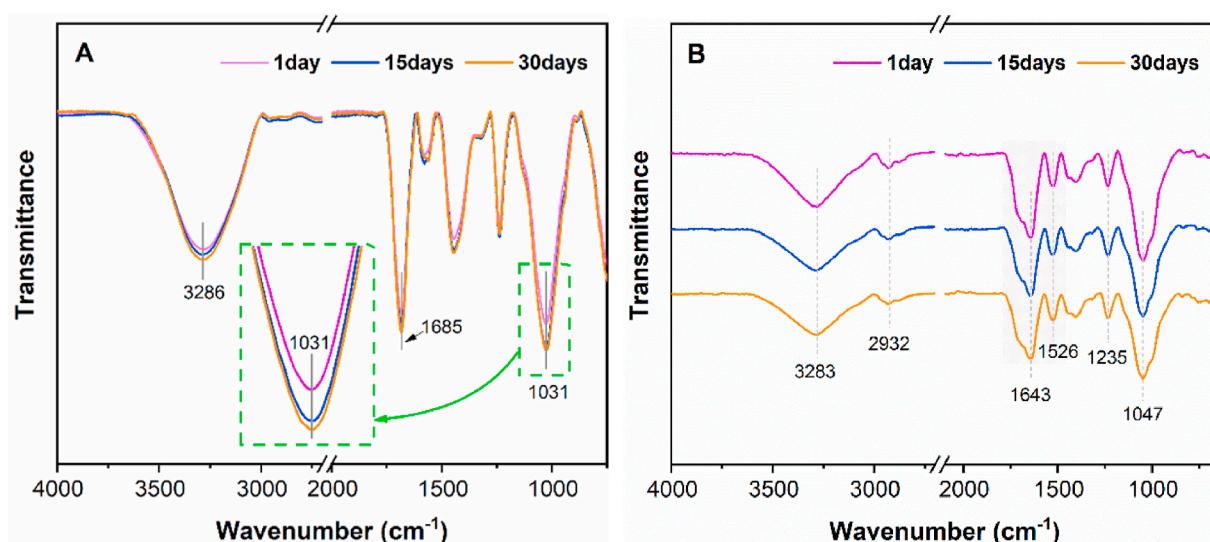 A
1day 15days 30days
Transmittance
3286
1031
1685
1031
4000 3500 3000 2000 1500 1000
Wavenumber (cm⁻¹)
B
1day 15days 30days
Transmittance
3283
2932
1643
1526
1235
1047
4000 3500 3000 2000 1500 1000
Wavenumber (cm⁻¹)